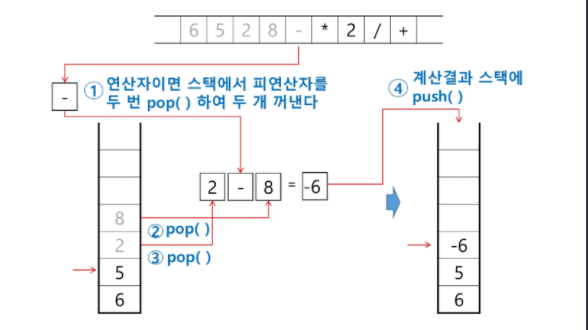 6 5 2 8 - * 2 / +
- ① 연산자이면 스택에서 피연산자를
두 번 pop( ) 하여 두 개 꺼낸다
④ 계산결과 스택에
push( )
2 - 8 = -6
8
② pop( )
2
③ pop( )
5
6
-6
5
6